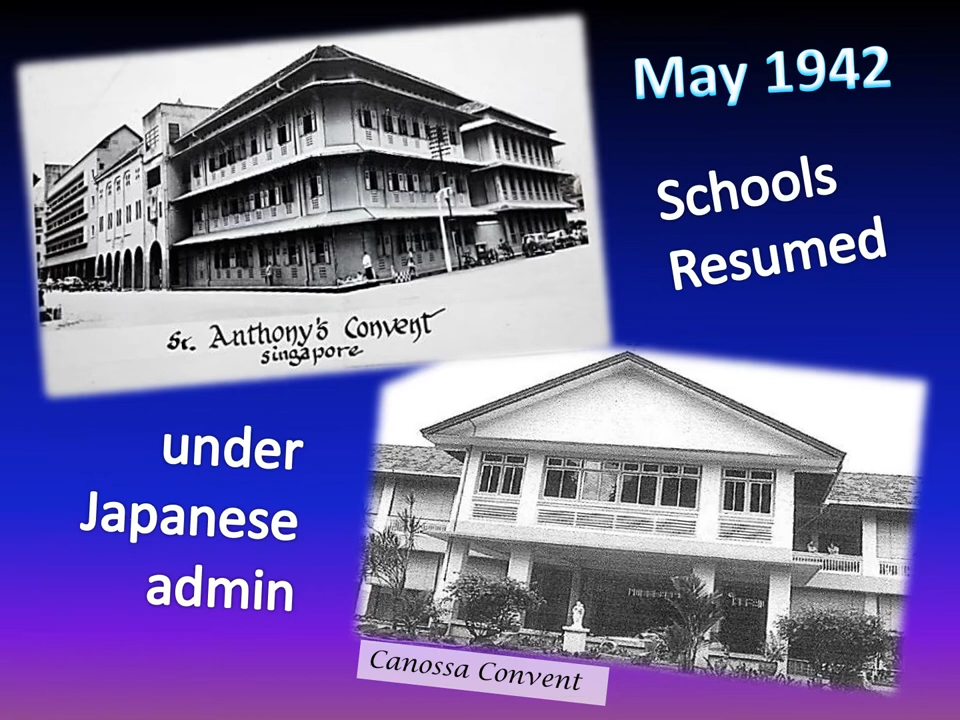 May 1942
Schools
Resumed
St. Anthony's Convent
Singapore
under
Japanese
admin
Canossa Convent